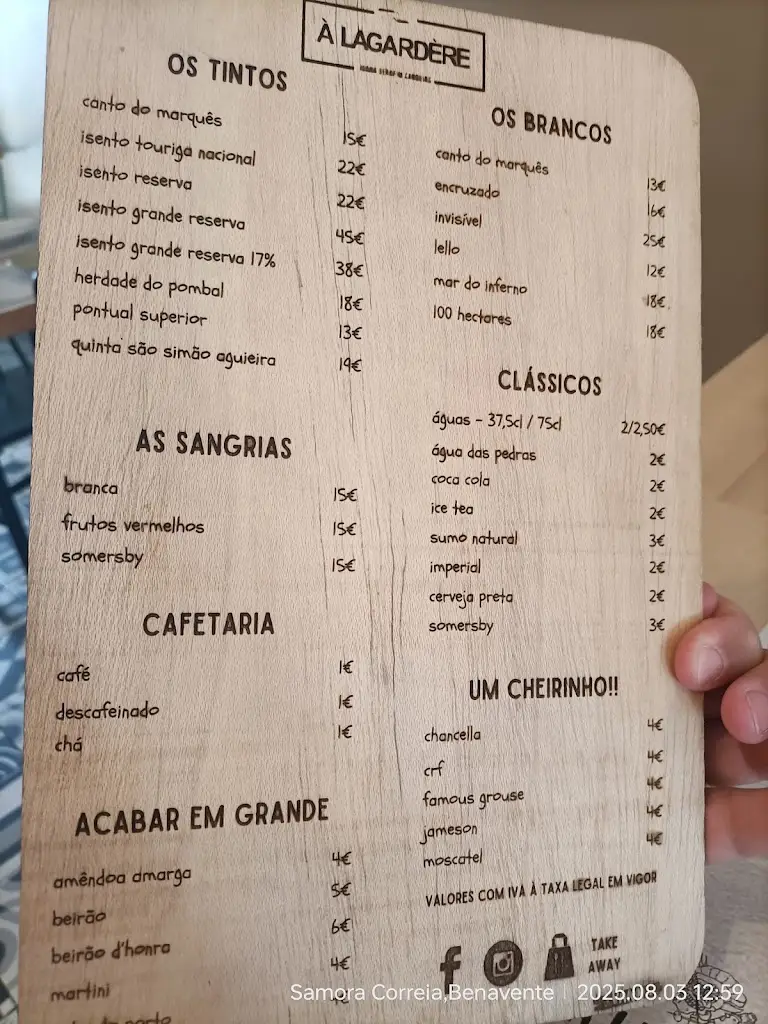 À LAGARDÈRE
OS TINTOS
canto do marquês 15€
isento touriga nacional 22€
isento reserva 22€
isento grande reserva 45€
isento grande reserva 17% 38€
herdade do pombal 18€
pontual superior 13€
quinta são simão aguieira 19€
AS SANGRIAS
branca 15€
frutos vermelhos 15€
somersby 15€
CAFETARIA
café 1€
descafeinado 1€
chá 1€
ACABAR EM GRANDE
amêndoa amarga 4€
beirão 5€
beirão d'honra 6€
martini 4€
OS BRANCOS
canto do marquês 13€
encruzado 16€
invisível 25€
lello 12€
mar do inferno 18€
100 hectares 18€
CLÁSSICOS
águas - 37,5cl / 75cl 2/2,50€
água das pedras 2€
coca cola 2€
ice tea 2€
sumo natural 3€
imperial 2€
cerveja preta 2€
somersby 3€
UM CHEIRINHO!!
chancella 4€
crf 4€
famous grouse 4€
jameson 4€
moscatel 4€
VALORES COM IVA À TAXA LEGAL EM VIGOR
TAKE
AWAY
Samora Correia,Benavente | 2025.08.03 12:59